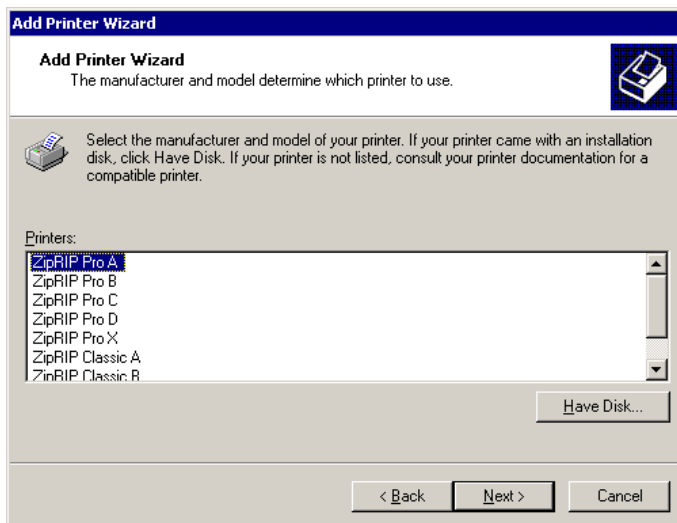 Add Printer Wizard
Add Printer Wizard
The manufacturer and model determine which printer to use.
Select the manufacturer and model of your printer. If your printer came with an installation
disk, click Have Disk. If your printer is not listed, consult your printer documentation for a
compatible printer.
Printers:
ZipRIP Pro A
ZipRIP Pro B
ZipRIP Pro C
ZipRIP Pro D
ZipRIP Pro X
ZipRIP Classic A
ZipRIP Classic B
Have Disk...
< Back Next > Cancel